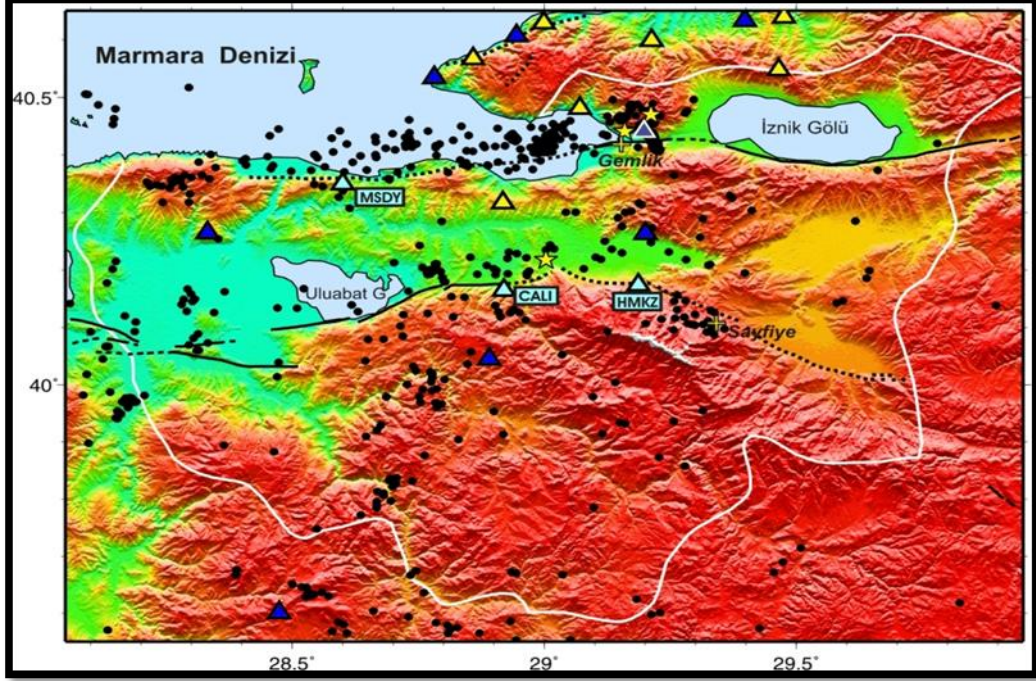 Marmara Denizi
40.5°
İznik Gölü
Gemlik
MSDY
Uluabat G
CALI
HMKZ
Sayfiye
40°
28.5°
29°
29.5°